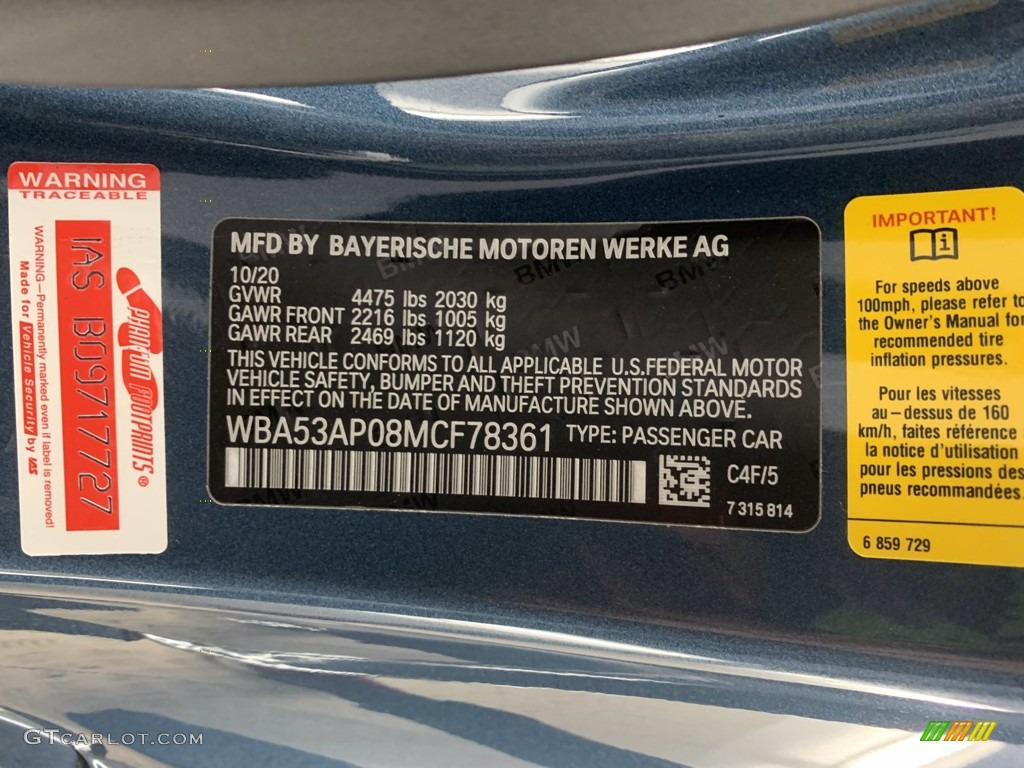 WARNING
TRACEABLE
IAS B0971727
PHANTOM FOOTPRINTS®
WARNING-Permanently marked even if label is removed!
Made for Vehicle Security by IAS
MFD BY BAYERISCHE MOTOREN WERKE AG
10/20
GVWR 4475 lbs 2030 kg
GAWR FRONT 2216 lbs 1005 kg
GAWR REAR 2469 lbs 1120 kg
THIS VEHICLE CONFORMS TO ALL APPLICABLE U.S.FEDERAL MOTOR
VEHICLE SAFETY, BUMPER AND THEFT PREVENTION STANDARDS
IN EFFECT ON THE DATE OF MANUFACTURE SHOWN ABOVE.
WBA53AP08MCF78361 TYPE: PASSENGER CAR
C4F/5
7 315 814
IMPORTANT!
For speeds above
100mph, please refer to
the Owner's Manual for
recommended tire
inflation pressures.
Pour les vitesses
au-dessus de 160
km/h, faites référence à
la notice d'utilisation
pour les pressions des
pneus recommandées.
6 859 729
GTcarlot.com